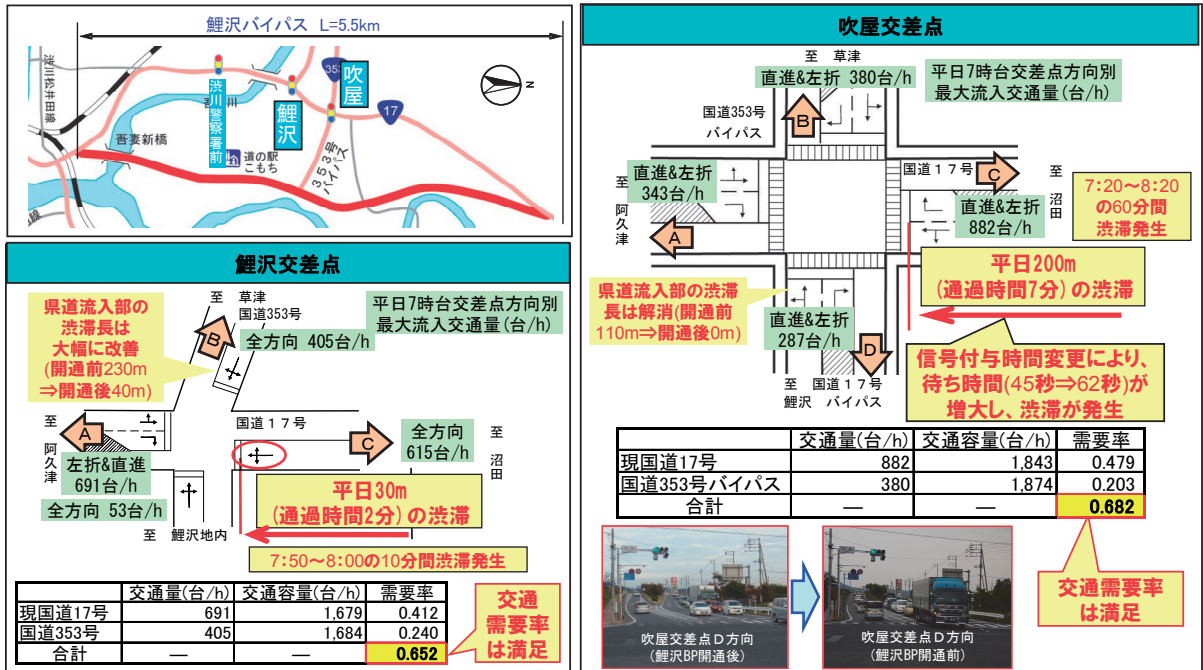 鯉沢バイパス L=5.5km
渋川松井田線
吾妻新橋
渋川警察署前
鯉沢
吹屋
353
17
道の駅
こもち
353号
バイパス
N
鯉沢交差点
県道流入部の
渋滞長は
大幅に改善
(開通前230m
⇒開通後40m)
至 草津
国道353号
平日7時台交差点方向別
最大流入交通量(台/h)
B
全方向 405台/h
至 阿久津
A
国道17号
C
全方向
615台/h
至 沼田
左折&直進
691台/h
全方向 53台/h
至 鯉沢地内
平日30m
(通過時間2分)の渋滞
7:50~8:00の10分間渋滞発生
交通量(台/h) 交通容量(台/h) 需要率
現国道17号 691 1,679 0.412
国道353号 405 1,684 0.240
合計 — — 0.652
交通
需要率
は満足
吹屋交差点
至 草津
直進&左折 380台/h
平日7時台交差点方向別
最大流入交通量(台/h)
国道353号
バイパス
B
至 阿久津
直進&左折
343台/h
A
国道17号
C
至 沼田
直進&左折
882台/h
7:20~8:20
の60分間
渋滞発生
平日200m
(通過時間7分)の渋滞
県道流入部の渋滞
長は解消(開通前
110m⇒開通後0m)
直進&左折
287台/h
D
至 国道17号
鯉沢 バイパス
信号付与時間変更により、
待ち時間(45秒⇒62秒)が
増大し、渋滞が発生
交通量(台/h) 交通容量(台/h) 需要率
現国道17号 882 1,843 0.479
国道353号バイパス 380 1,874 0.203
合計 — — 0.682
交通需要率
は満足
吹屋交差点D方向
(鯉沢BP開通後)
吹屋交差点D方向
(鯉沢BP開通前)